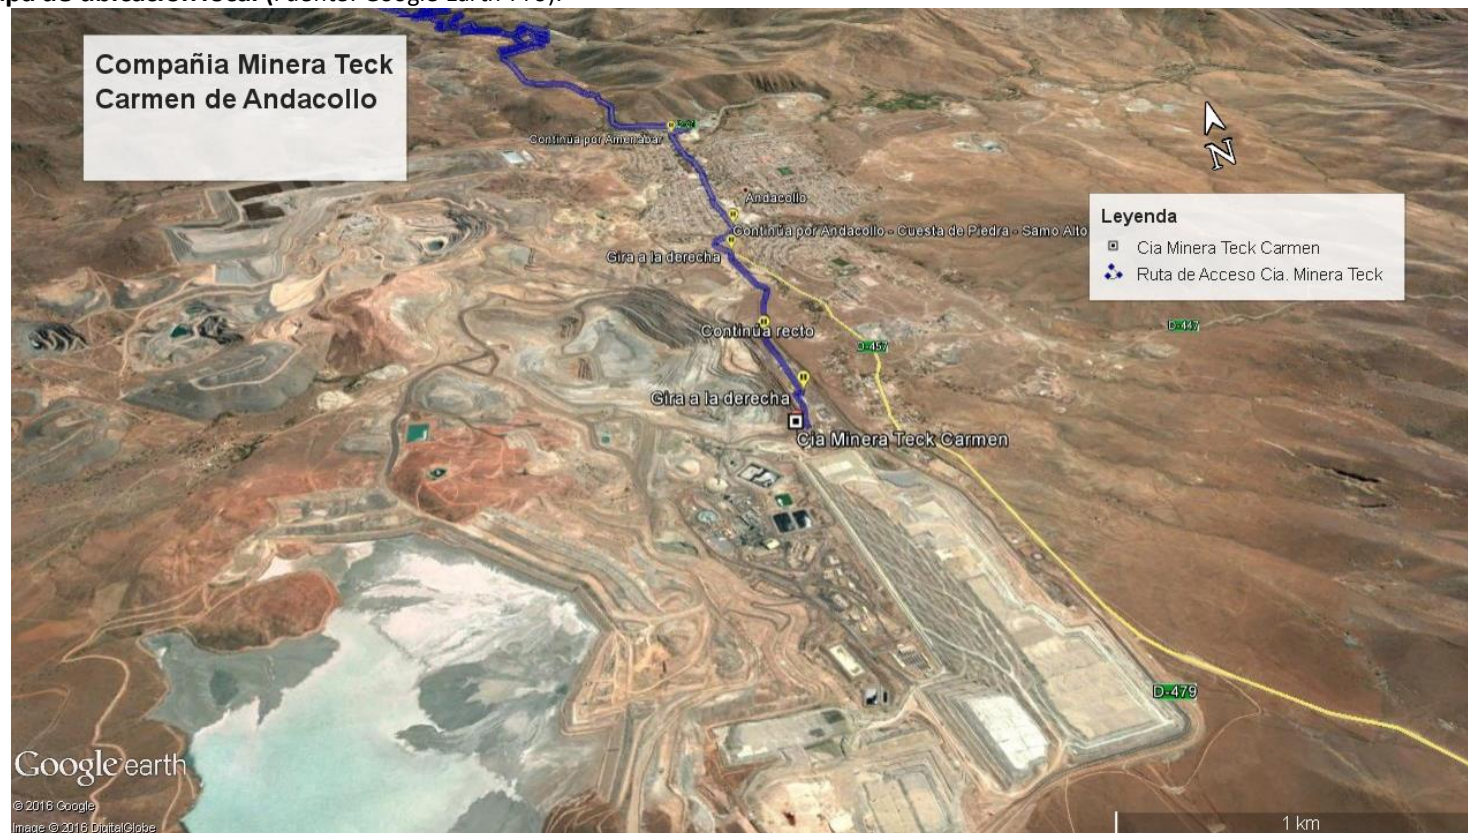 Compañia Minera Teck
Carmen de Andacollo
Continúa por Amenábar
N
Andacollo
Leyenda
Cia Minera Teck Carmen
Ruta de Acceso Cia. Minera Teck
Continúa por Andacollo - Cuesta de Piedra - Samo Alto
Gira a la derecha
D-447
Continúa recto
D-457
Gira a la derecha
Cia Minera Teck Carmen
D-479
Google earth
© 2016 Google
Image © 2016 DigitalGlobe
1 km